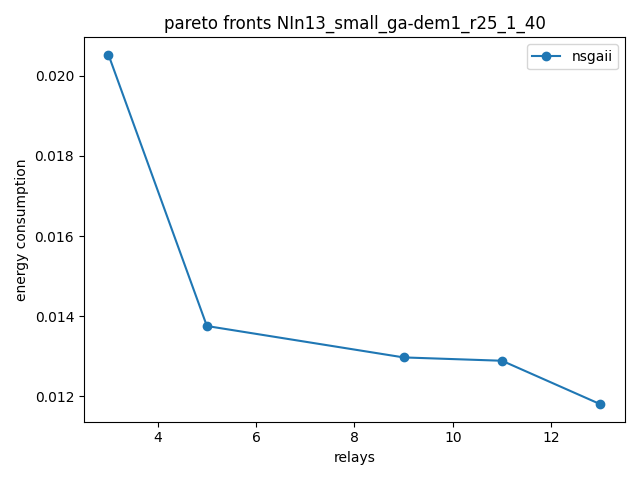 pareto fronts NIn13_small_ga-dem1_r25_1_40
nsgaii
0.020
0.018
0.016
0.014
0.012
energy consumption
4 6 8 10 12
relays